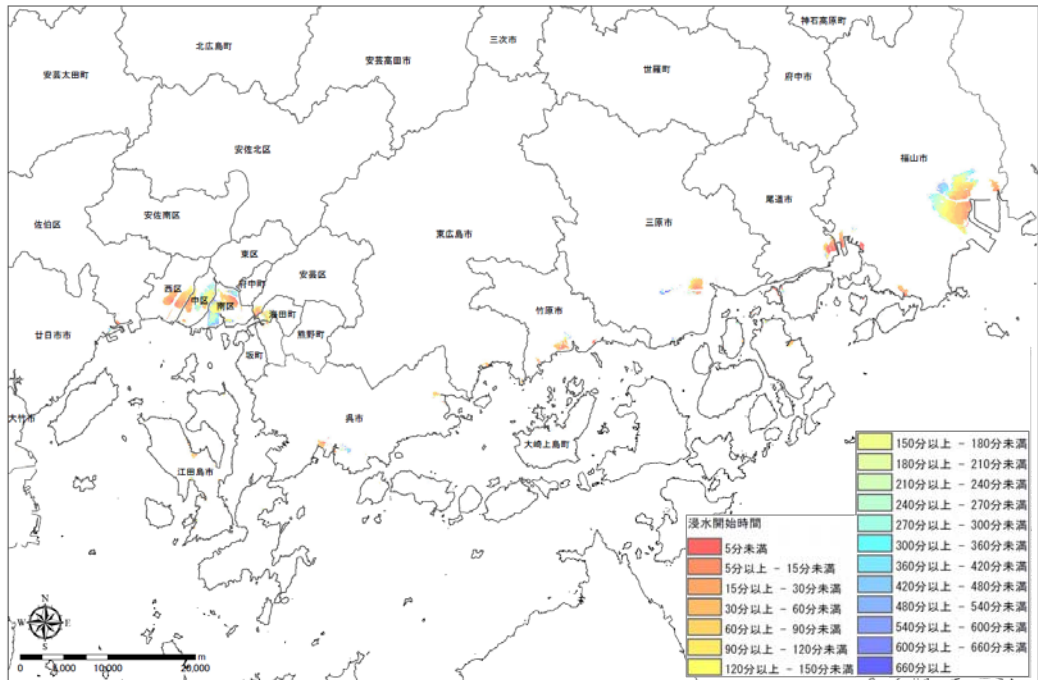 神石高原町
北広島町
三次市
安芸太田町
安芸高田市
世羅町
府中市
安佐北区
福山市
尾道市
佐伯区
安佐南区
三原市
東広島市
東区
安芸区
西区
府中町
中区
南区
海田町
竹原市
廿日市市
熊野町
坂町
大竹市
呉市
大崎上島町
江田島市
浸水開始時間
5分未満
5分以上 - 15分未満
15分以上 - 30分未満
30分以上 - 60分未満
60分以上 - 90分未満
90分以上 - 120分未満
120分以上 - 150分未満
150分以上 - 180分未満
180分以上 - 210分未満
210分以上 - 240分未満
240分以上 - 270分未満
270分以上 - 300分未満
300分以上 - 360分未満
360分以上 - 420分未満
420分以上 - 480分未満
480分以上 - 540分未満
540分以上 - 600分未満
600分以上 - 660分未満
660分以上
N
W E
S
0 5,000 10,000 20,000 m